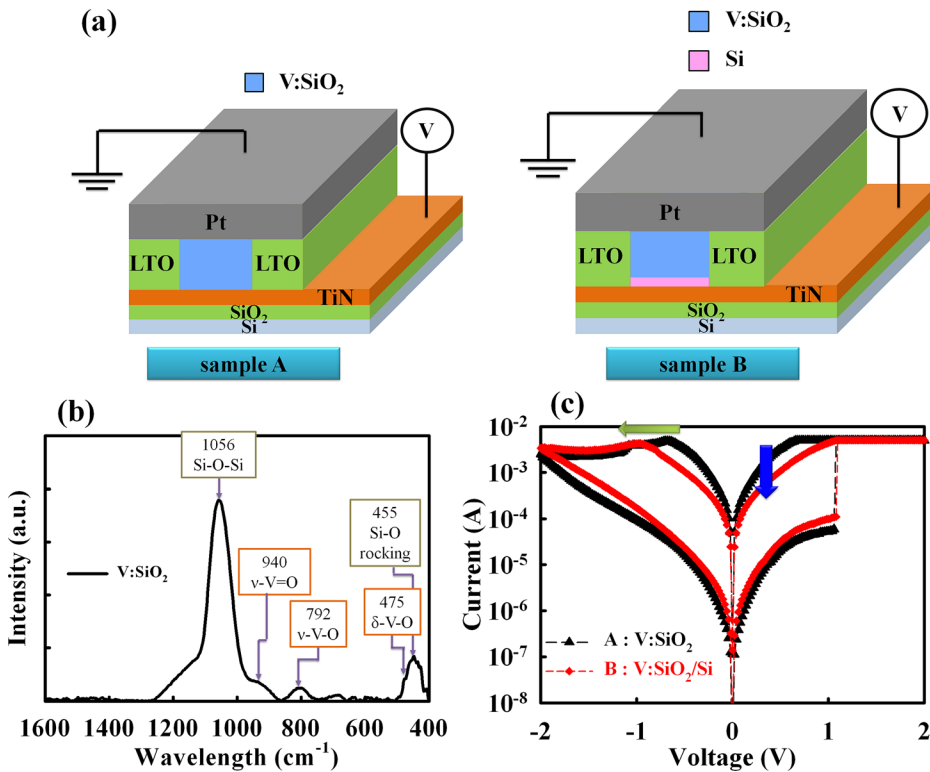 (a)
V:SiO₂
V
Pt
LTO
LTO
TiN
SiO₂
Si
sample A
V:SiO₂
Si
V
Pt
LTO
LTO
TiN
SiO₂
Si
sample B
(b)
Intensity (a.u.)
1056
Si-O-Si
940
ν-V=O
792
ν-V-O
455
Si-O
rocking
475
δ-V-O
V:SiO₂
1600 1400 1200 1000 800 600 400
Wavelength (cm⁻¹)
(c)
Current (A)
10⁻²
10⁻³
10⁻⁴
10⁻⁵
10⁻⁶
10⁻⁷
10⁻⁸
A : V:SiO₂
B : V:SiO₂/Si
-2 -1 0 1 2
Voltage (V)